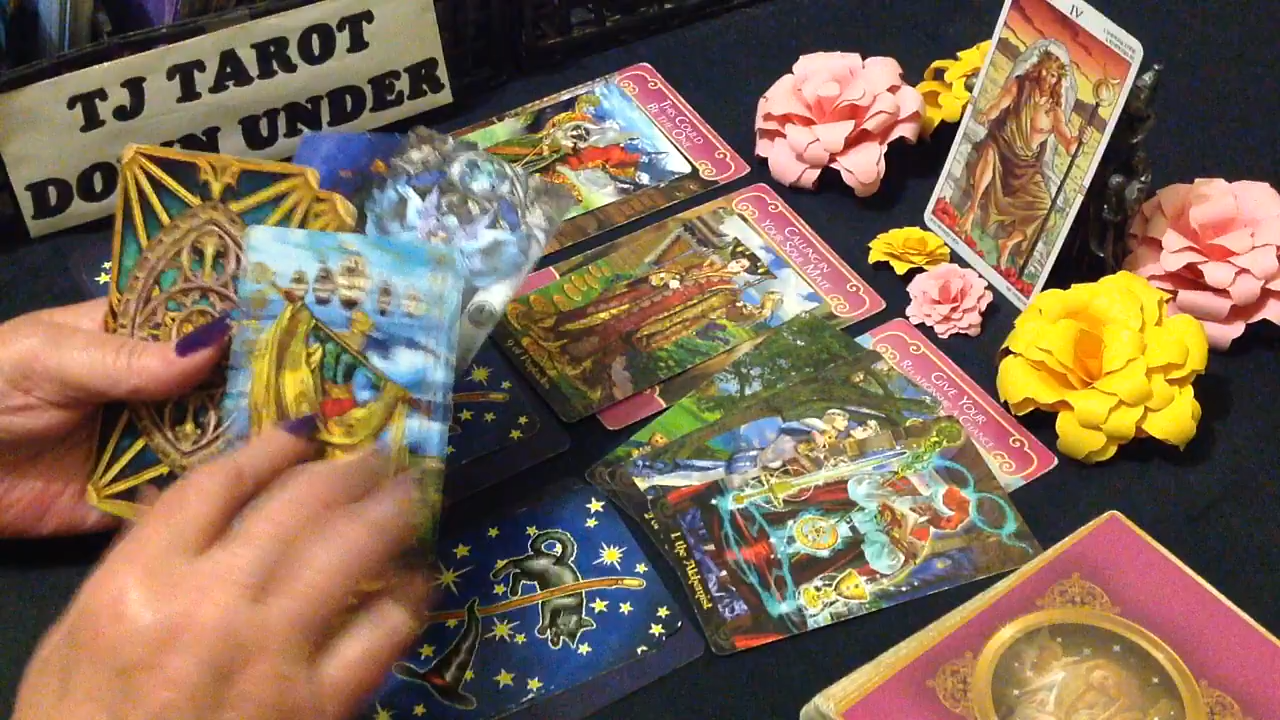 TJ TAROT
DOWN UNDER
THIS COULD
BE THE ONE
CALLING IN
YOUR SOUL MATE
GIVE YOUR
RELATIONSHIP A CHANCE
9 of
1 the Alchemist
IV